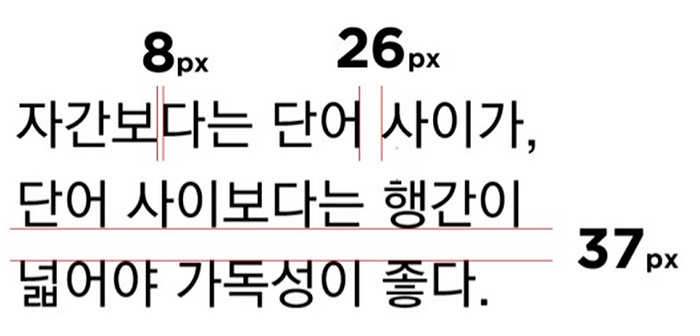 8px 26px
자간보다는 단어 사이가,
단어 사이보다는 행간이
37px
넓어야 가독성이 좋다.